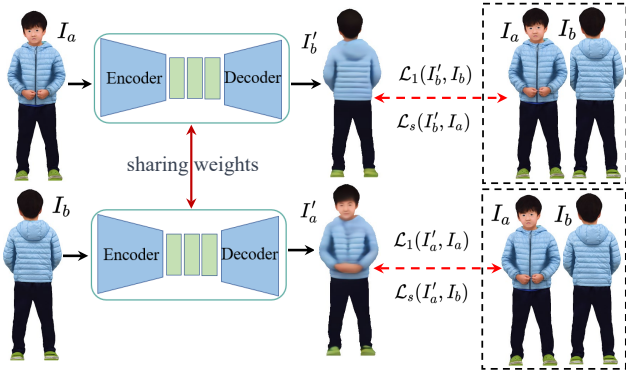 I_a
Encoder
Decoder
I'_b
L_1(I'_b, I_b)
L_s(I'_b, I_a)
I_a
I_b
sharing weights
I_b
Encoder
Decoder
I'_a
L_1(I'_a, I_a)
L_s(I'_a, I_b)
I_a
I_b